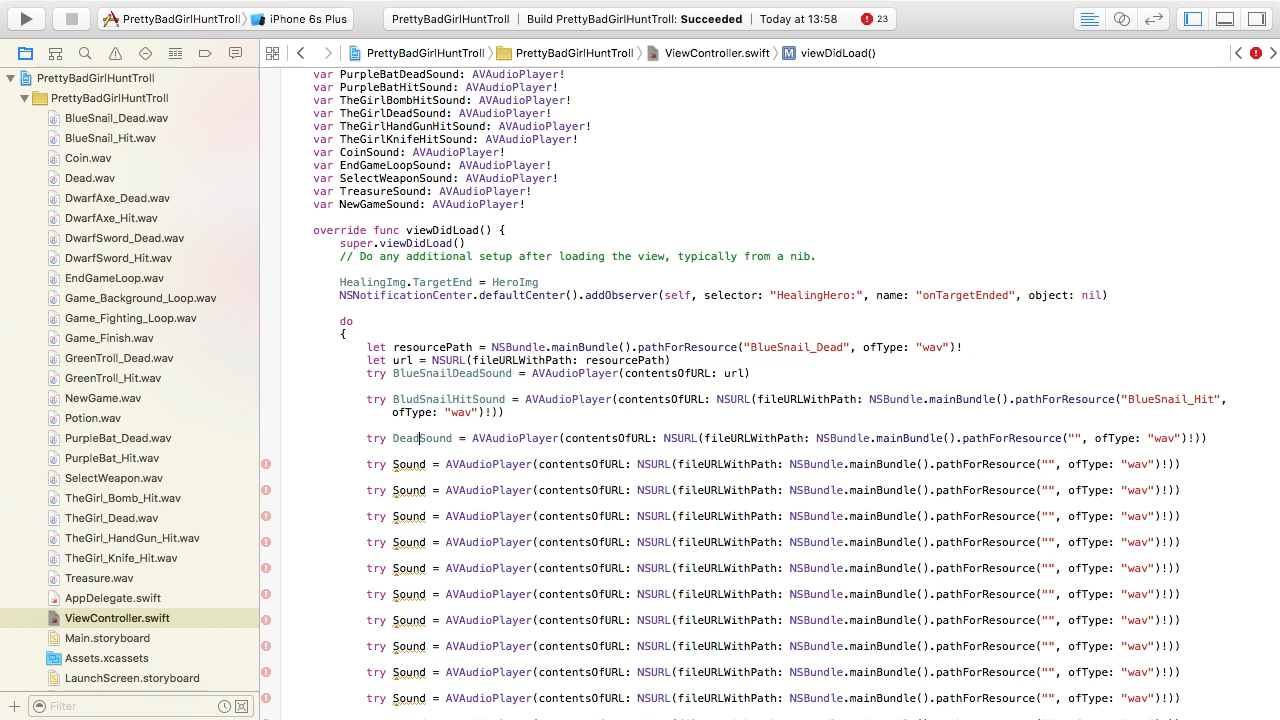 PrettyBadGirlHuntTroll
iPhone 6s Plus
PrettyBadGirlHuntTroll
Build PrettyBadGirlHuntTroll: Succeeded
Today at 13:58
23
PrettyBadGirlHuntTroll
PrettyBadGirlHuntTroll
ViewController.swift
M
viewDidLoad()
PrettyBadGirlHuntTroll
PrettyBadGirlHuntTroll
BlueSnail_Dead.wav
BlueSnail_Hit.wav
Coin.wav
Dead.wav
DwarfAxe_Dead.wav
DwarfAxe_Hit.wav
DwarfSword_Dead.wav
DwarfSword_Hit.wav
EndGameLoop.wav
Game_Background_Loop.wav
Game_Fighting_Loop.wav
Game_Finish.wav
GreenTroll_Dead.wav
GreenTroll_Hit.wav
NewGame.wav
Potion.wav
PurpleBat_Dead.wav
PurpleBat_Hit.wav
SelectWeapon.wav
TheGirl_Bomb_Hit.wav
TheGirl_Dead.wav
TheGirl_HandGun_Hit.wav
TheGirl_Knife_Hit.wav
Treasure.wav
AppDelegate.swift
ViewController.swift
Main.storyboard
Assets.xcassets
LaunchScreen.storyboard
Filter
var PurpleBatDeadSound: AVAudioPlayer!
var PurpleBatHitSound: AVAudioPlayer!
var TheGirlBombHitSound: AVAudioPlayer!
var TheGirlDeadSound: AVAudioPlayer!
var TheGirlHandGunHitSound: AVAudioPlayer!
var TheGirlKnifeHitSound: AVAudioPlayer!
var CoinSound: AVAudioPlayer!
var EndGameLoopSound: AVAudioPlayer!
var SelectWeaponSound: AVAudioPlayer!
var TreasureSound: AVAudioPlayer!
var NewGameSound: AVAudioPlayer!
override func viewDidLoad() {
super.viewDidLoad()
// Do any additional setup after loading the view, typically from a nib.
HealingImg.TargetEnd = HeroImg
NSNotificationCenter.defaultCenter().addObserver(self, selector: "HealingHero:", name: "onTargetEnded", object: nil)
do
{
let resourcePath = NSBundle.mainBundle().pathForResource("BlueSnail_Dead", ofType: "wav")!
let url = NSURL(fileURLWithPath: resourcePath)
try BlueSnailDeadSound = AVAudioPlayer(contentsOfURL: url)
try BludSnailHitSound = AVAudioPlayer(contentsOfURL: NSURL(fileURLWithPath: NSBundle.mainBundle().pathForResource("BlueSnail_Hit",
ofType: "wav")!))
try DeadSound = AVAudioPlayer(contentsOfURL: NSURL(fileURLWithPath: NSBundle.mainBundle().pathForResource("", ofType: "wav")!))
try Sound = AVAudioPlayer(contentsOfURL: NSURL(fileURLWithPath: NSBundle.mainBundle().pathForResource("", ofType: "wav")!))
try Sound = AVAudioPlayer(contentsOfURL: NSURL(fileURLWithPath: NSBundle.mainBundle().pathForResource("", ofType: "wav")!))
try Sound = AVAudioPlayer(contentsOfURL: NSURL(fileURLWithPath: NSBundle.mainBundle().pathForResource("", ofType: "wav")!))
try Sound = AVAudioPlayer(contentsOfURL: NSURL(fileURLWithPath: NSBundle.mainBundle().pathForResource("", ofType: "wav")!))
try Sound = AVAudioPlayer(contentsOfURL: NSURL(fileURLWithPath: NSBundle.mainBundle().pathForResource("", ofType: "wav")!))
try Sound = AVAudioPlayer(contentsOfURL: NSURL(fileURLWithPath: NSBundle.mainBundle().pathForResource("", ofType: "wav")!))
try Sound = AVAudioPlayer(contentsOfURL: NSURL(fileURLWithPath: NSBundle.mainBundle().pathForResource("", ofType: "wav")!))
try Sound = AVAudioPlayer(contentsOfURL: NSURL(fileURLWithPath: NSBundle.mainBundle().pathForResource("", ofType: "wav")!))
try Sound = AVAudioPlayer(contentsOfURL: NSURL(fileURLWithPath: NSBundle.mainBundle().pathForResource("", ofType: "wav")!))
try Sound = AVAudioPlayer(contentsOfURL: NSURL(fileURLWithPath: NSBundle.mainBundle().pathForResource("", ofType: "wav")!))